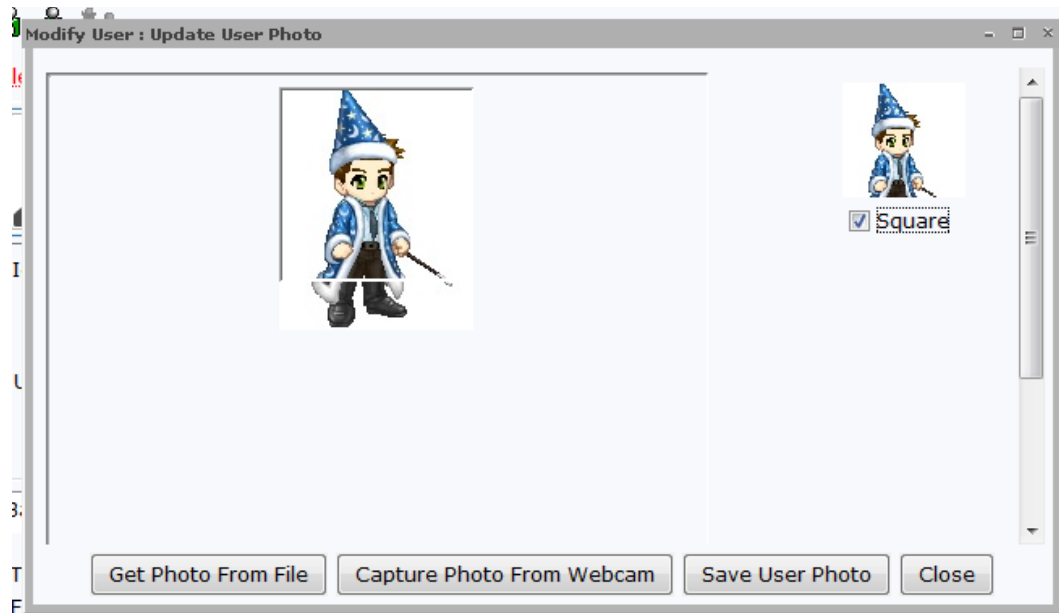 Modify User : Update User Photo
Square
Get Photo From File
Capture Photo From Webcam
Save User Photo
Close